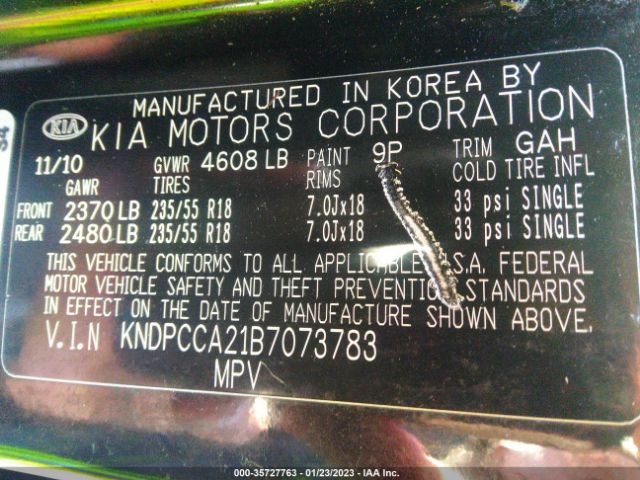 MANUFACTURED IN KOREA BY
KIA KIA MOTORS CORPORATION
11/10 GVWR 4608 LB PAINT 9P TRIM GAH
GAWR TIRES RIMS COLD TIRE INFL
FRONT 2370 LB 235/55 R18 7.0Jx18 33 psi SINGLE
REAR 2480 LB 235/55 R18 7.0Jx18 33 psi SINGLE
THIS VEHICLE CONFORMS TO ALL APPLICABLE .S.A. FEDERAL
MOTOR VEHICLE SAFETY AND THEFT PREVENTION STANDARDS
IN EFFECT ON THE DATE OF MANUFACTURE SHOWN ABOVE.
V.I.N KNDPCCA21B7073783
MPV
000-35727763 - 01/23/2023 - IAA Inc.